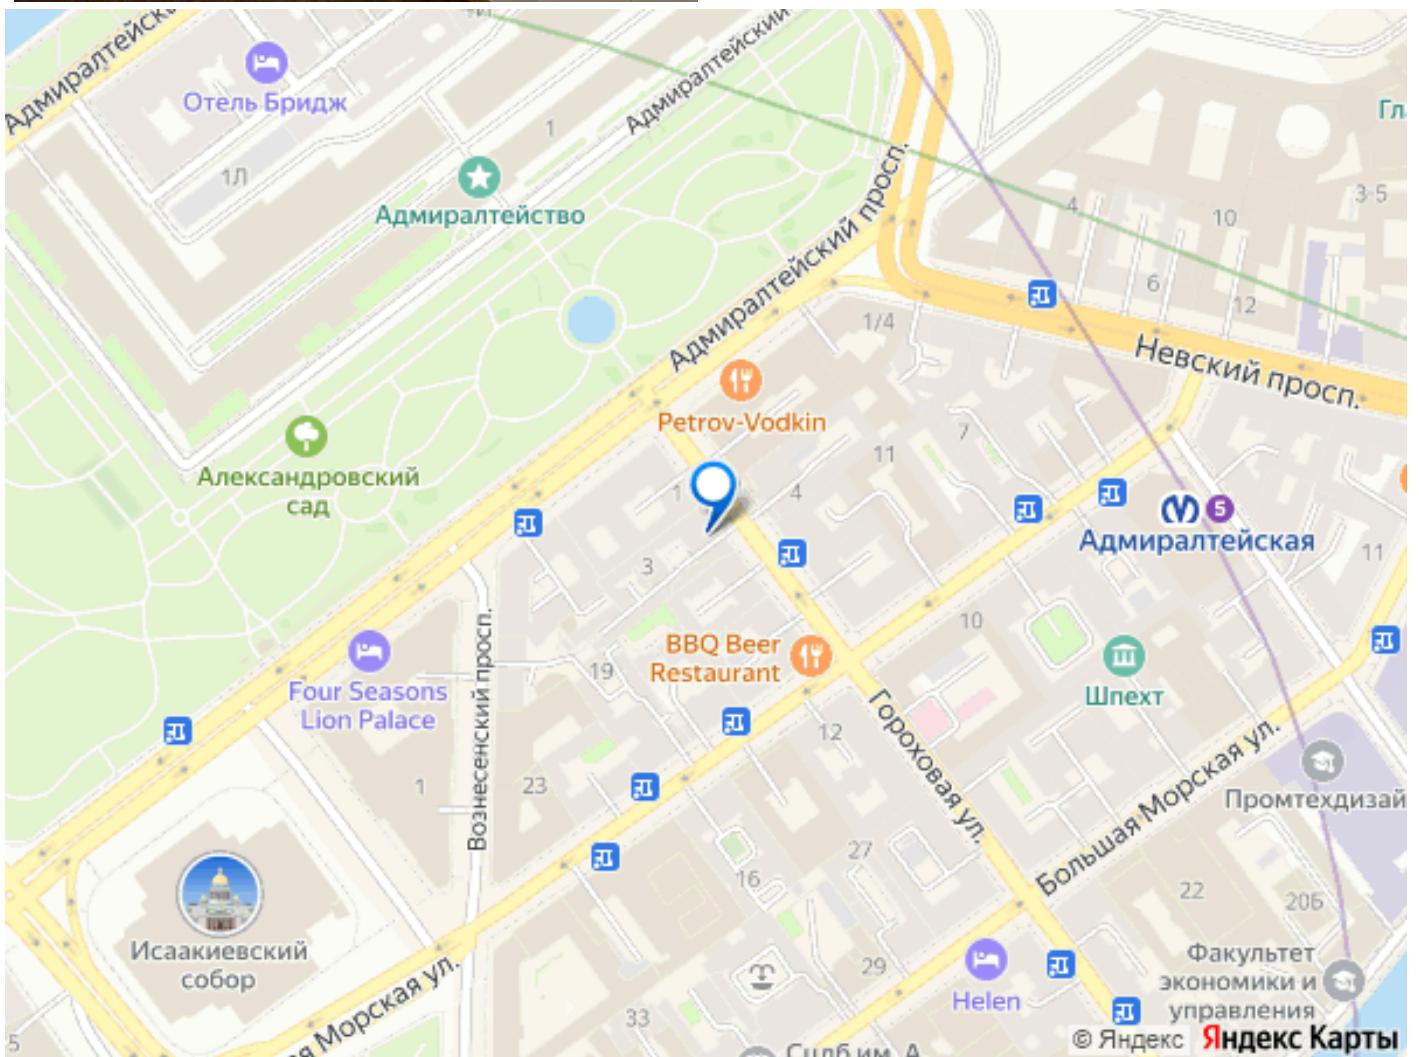 Адмиралтейский
Адмиралтейск
Отель Бридж
1
1Л
Адмиралтейство
Гл
3-5
4
10
6
12
Адмиралтейский просп.
1/4
Невский просп.
Petrov-Vodkin
7
11
Александровский
сад
1
4
5
Адмиралтейская
11
3
10
BBQ Beer
Restaurant
19
Four Seasons
Lion Palace
Шпехт
Вознесенский просп.
Гороховая ул.
12
1
23
Большая Морская ул.
Промтехдизай
27
16
22
20Б
Исаакиевский
собор
ая Морская ул.
29
Helen
Факультет
экономики и
управления
33
5
Сцдб им. А
© Яндекс Яндекс Карты